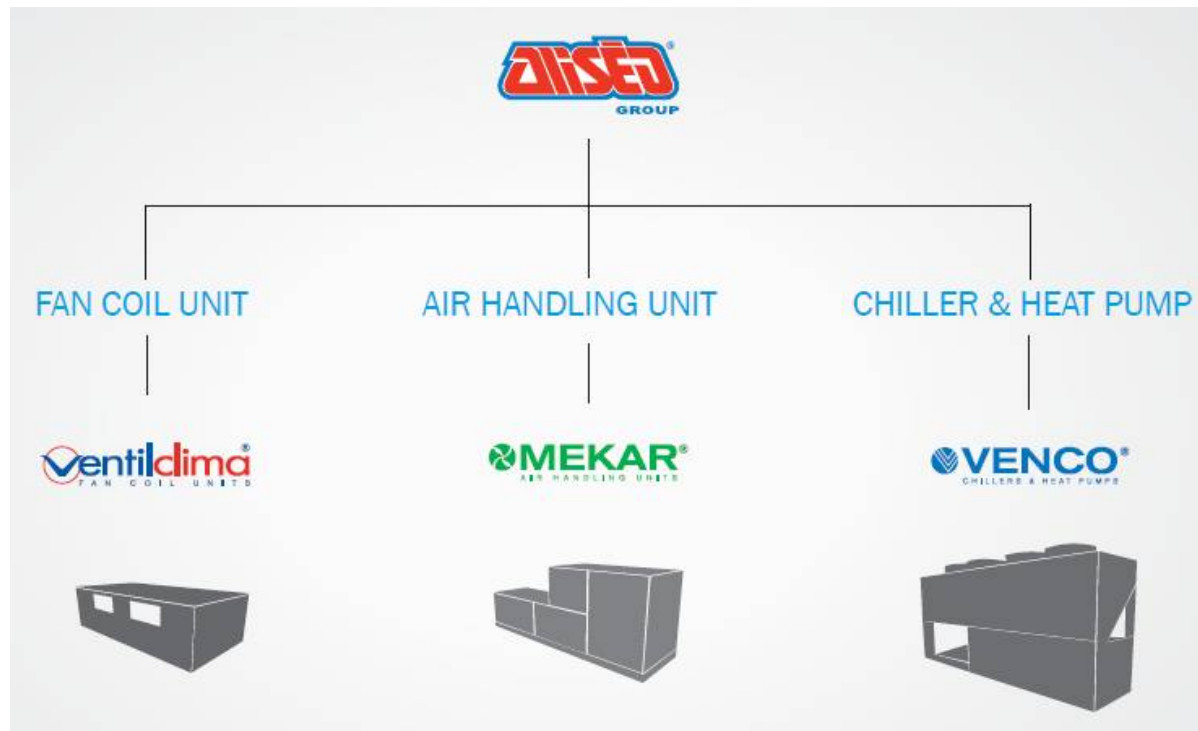 aliseo®
GROUP
FAN COIL UNIT
AIR HANDLING UNIT
CHILLER & HEAT PUMP
ventilclima®
FAN COIL UNITS
MEKAR®
AIR HANDLING UNITS
VENCO®
CHILLERS & HEAT PUMPS